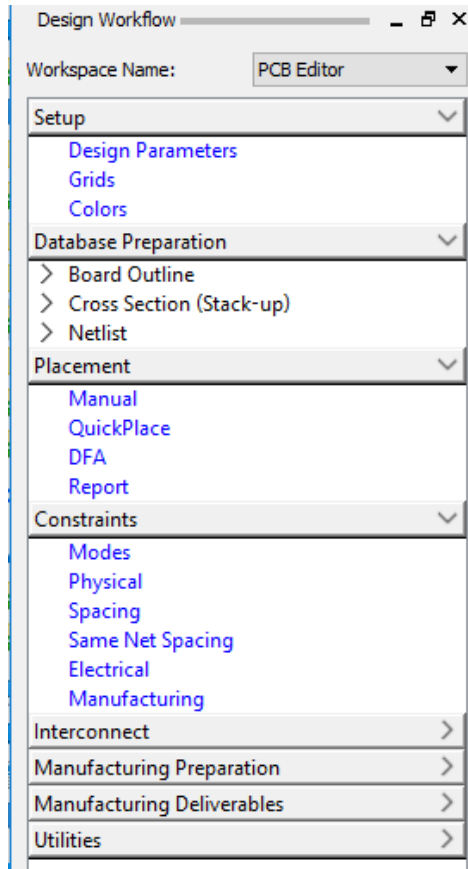 Design Workflow
Workspace Name: PCB Editor
Setup
Design Parameters
Grids
Colors
Database Preparation
Board Outline
Cross Section (Stack-up)
Netlist
Placement
Manual
QuickPlace
DFA
Report
Constraints
Modes
Physical
Spacing
Same Net Spacing
Electrical
Manufacturing
Interconnect
Manufacturing Preparation
Manufacturing Deliverables
Utilities